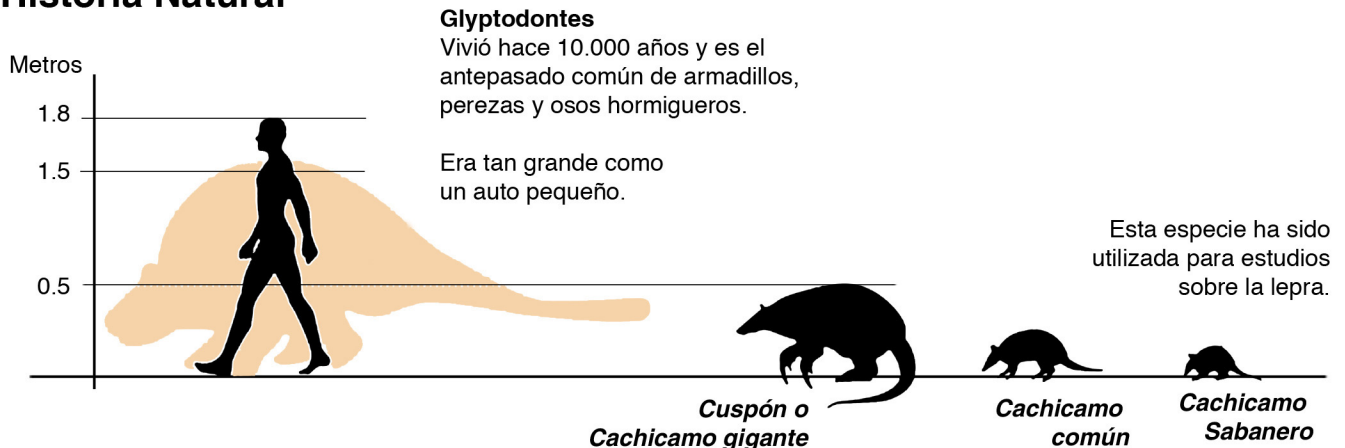 Historia Natural
Glyptodontes
Vivió hace 10.000 años y es el
antepasado común de armadillos,
perezas y osos hormigueros.
Era tan grande como
un auto pequeño.
Metros
1.8
1.5
0.5
Esta especie ha sido
utilizada para estudios
sobre la lepra.
Cuspón o
Cachicamo gigante
Cachicamo
común
Cachicamo
Sabanero